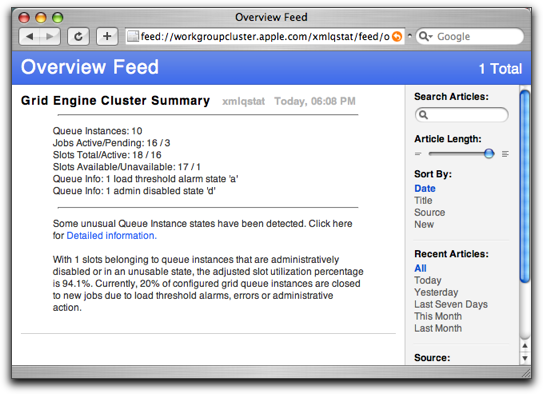 Overview Feed
feed://workgroupcluster.apple.com/xmlqstat/feed/o
Google
Overview Feed
1 Total
Grid Engine Cluster Summary xmlqstat Today, 06:08 PM
Queue Instances: 10
Jobs Active/Pending: 16 / 3
Slots Total/Active: 18 / 16
Slots Available/Unavailable: 17 / 1
Queue Info: 1 load threshold alarm state 'a'
Queue Info: 1 admin disabled state 'd'
Some unusual Queue Instance states have been detected. Click here
for Detailed information.
With 1 slots belonging to queue instances that are administratively
disabled or in an unusable state, the adjusted slot utilization percentage
is 94.1%. Currently, 20% of configured grid queue instances are closed
to new jobs due to load threshold alarms, errors or administrative
action.
Search Articles:
Article Length:
Sort By:
Date
Title
Source
New
Recent Articles:
All
Today
Yesterday
Last Seven Days
This Month
Last Month
Source: